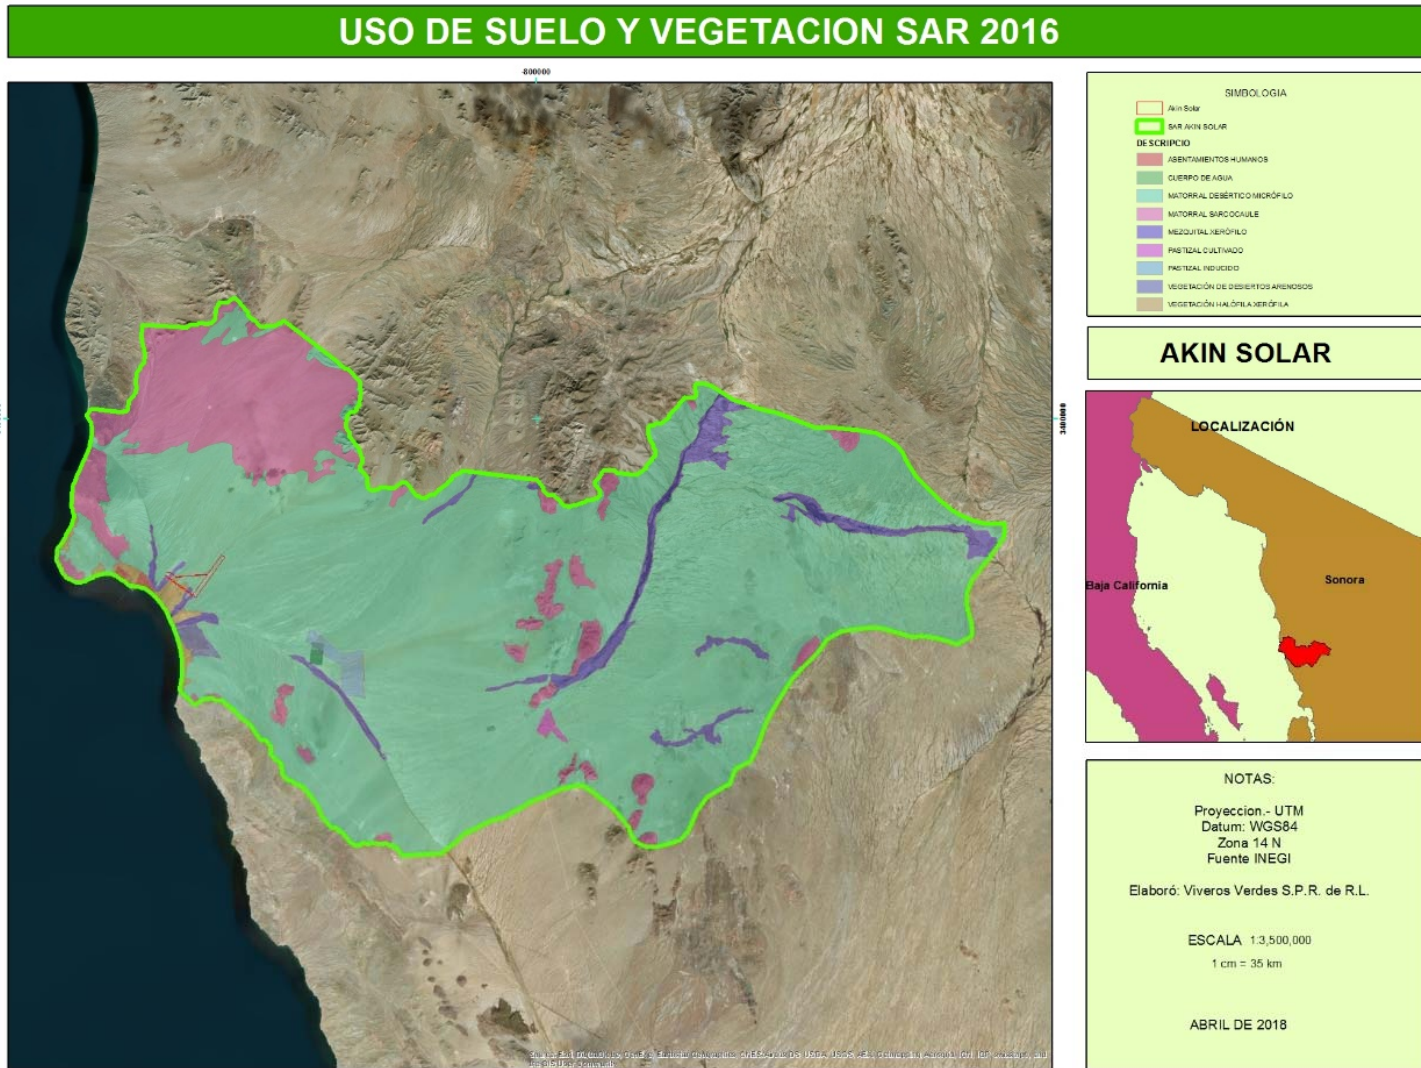 USO DE SUELO Y VEGETACION SAR 2016
-800000
3400000
SIMBOLOGIA
Akin Solar
SAR AKIN SOLAR
DESCRIPCIO
ASENTAMIENTOS HUMANOS
CUERPO DE AGUA
MATORRAL DESÉRTICO MICRÓFILO
MATORRAL SARCOCAULE
MEZQUITAL XERÓFILO
PASTIZAL CULTIVADO
PASTIZAL INDUCIDO
VEGETACIÓN DE DESIERTOS ARENOSOS
VEGETACIÓN HALÓFILA XERÓFILA
AKIN SOLAR
LOCALIZACIÓN
Baja California
Sonora
NOTAS:
Proyeccion.- UTM
Datum: WGS84
Zona 14 N
Fuente INEGI
Elaboró: Viveros Verdes S.P.R. de R.L.
ESCALA 1:3,500,000
1 cm = 35 km
ABRIL DE 2018